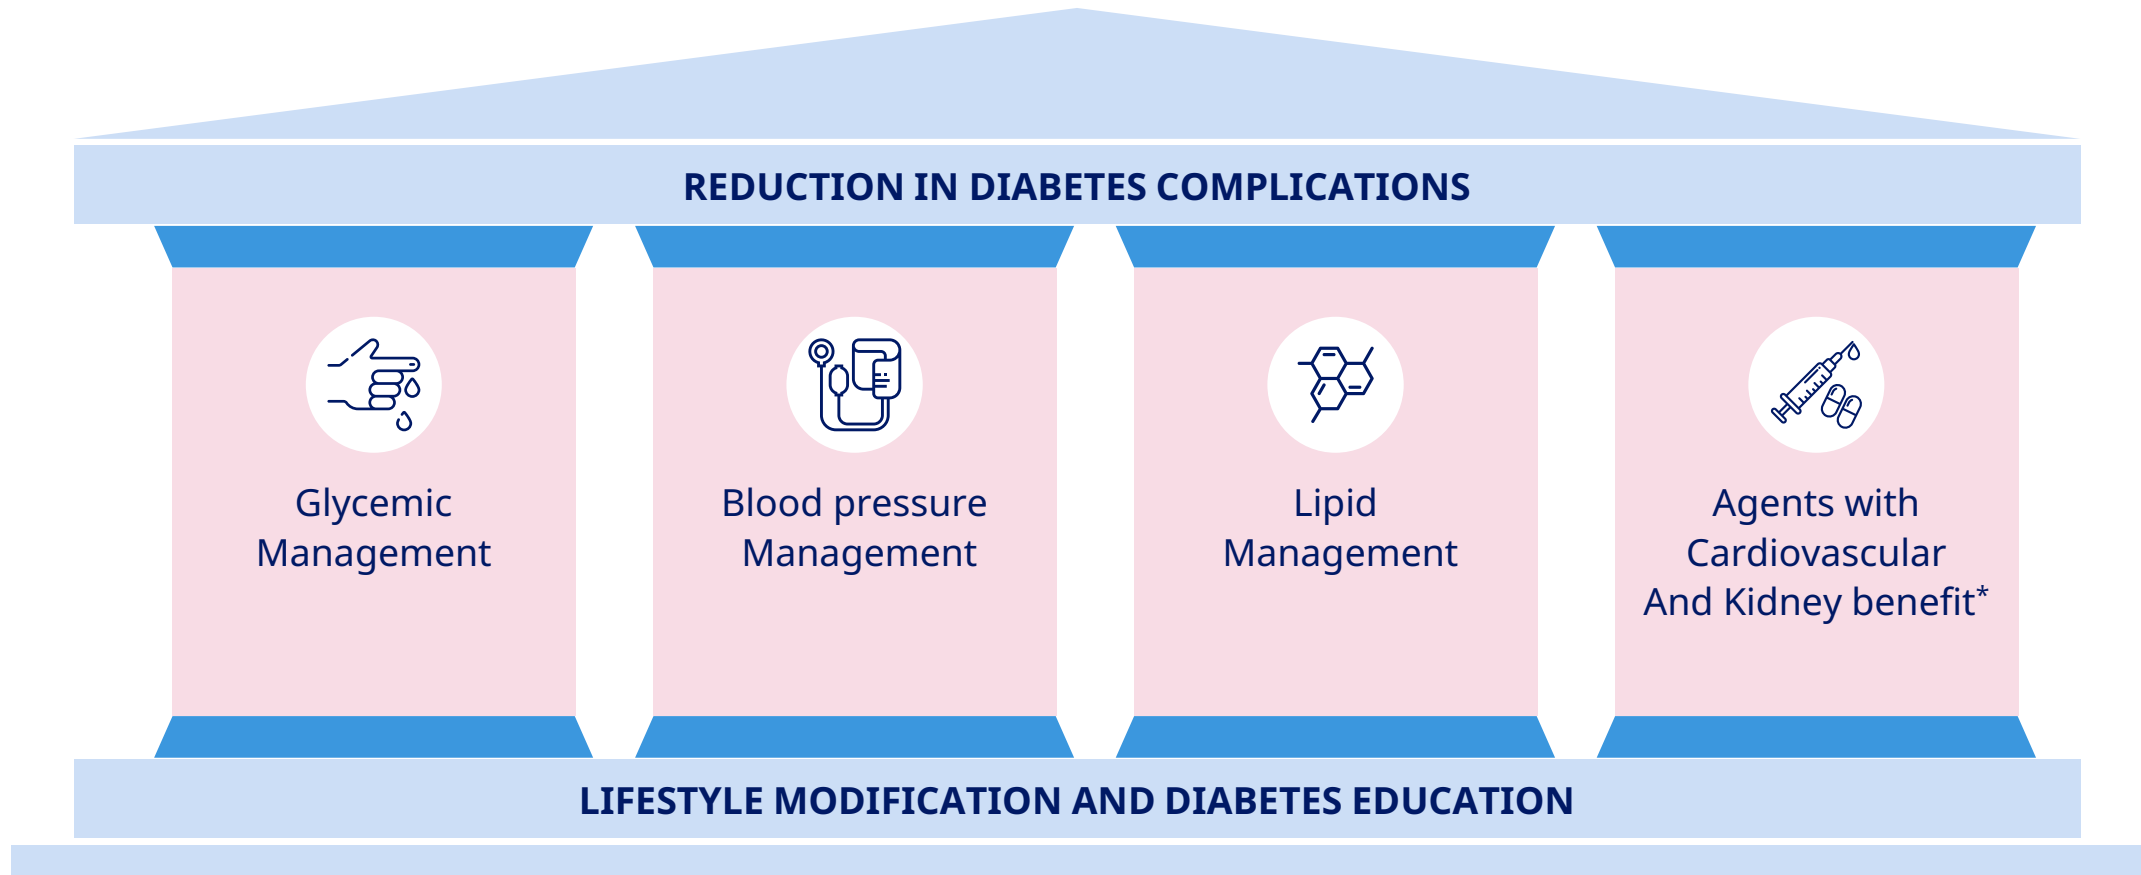 REDUCTION IN DIABETES COMPLICATIONS
Glycemic
Management
Blood pressure
Management
Lipid
Management
Agents with
Cardiovascular
And Kidney benefit*
LIFESTYLE MODIFICATION AND DIABETES EDUCATION